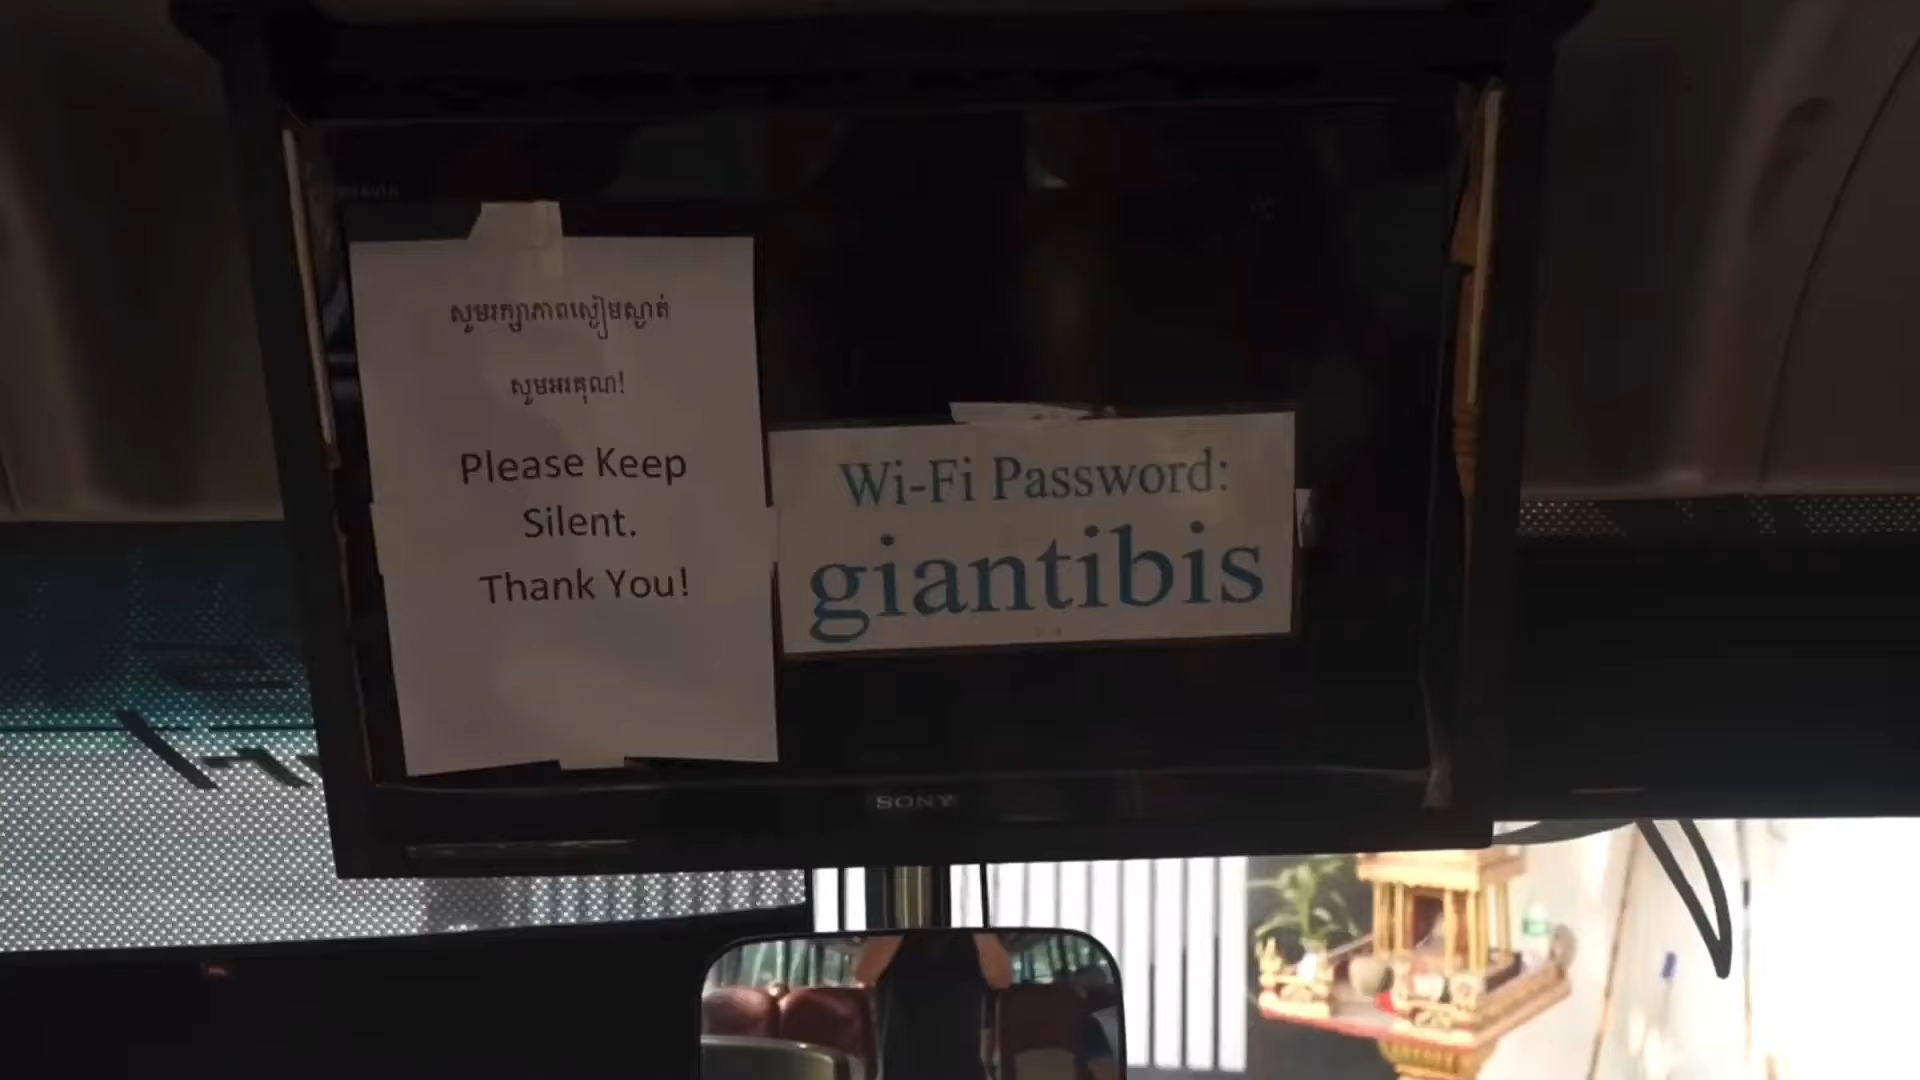 សូមរក្សាភាពស្ងៀមស្ងាត់
សូមអរគុណ!
Please Keep
Silent.
Thank You!
Wi-Fi Password:
giantibis
SONY